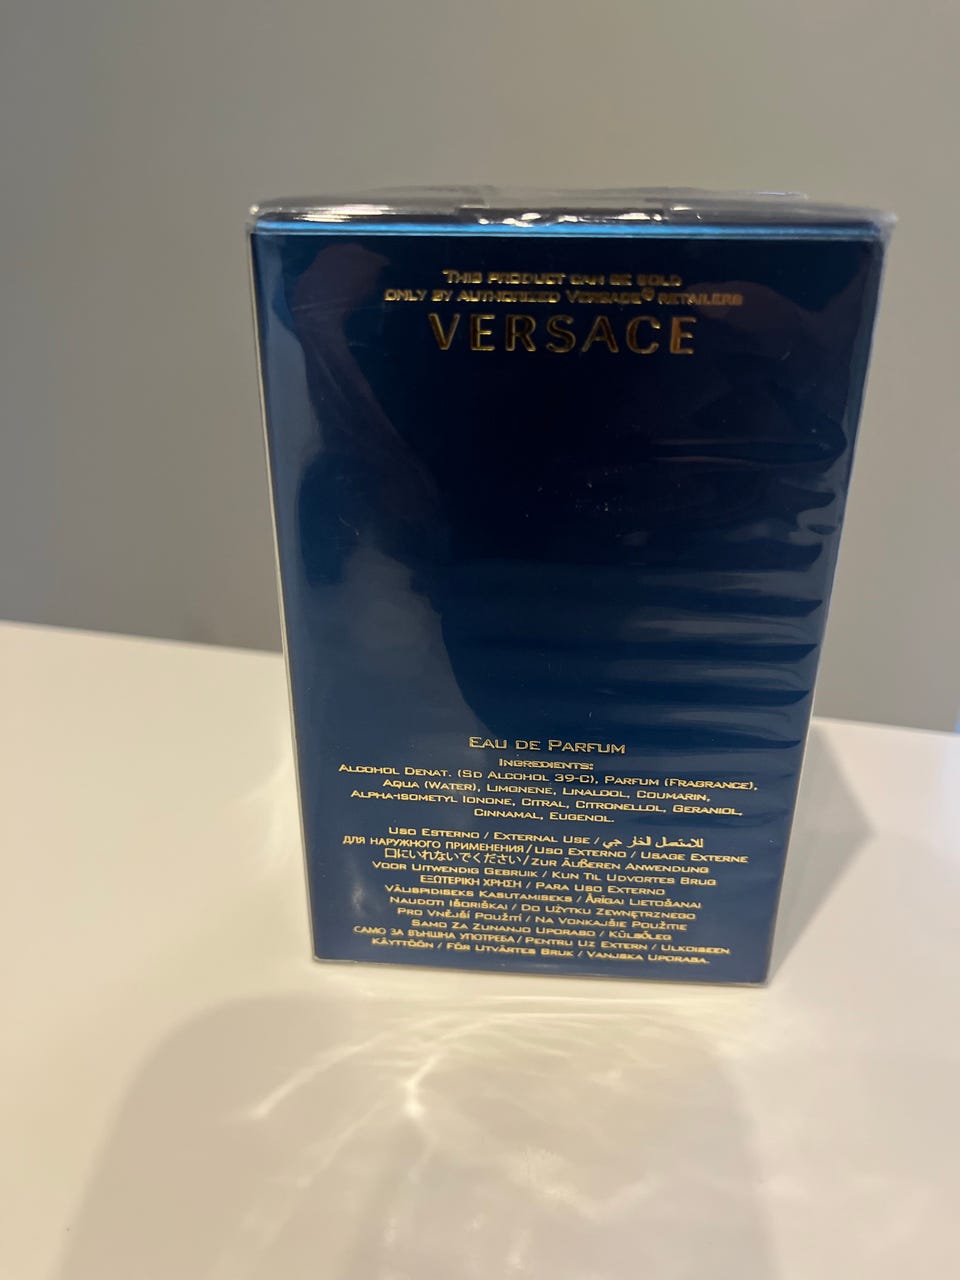 THIS PRODUCT CAN BE SOLD
ONLY BY AUTHORIZED VERSACE® RETAILERS
VERSACE
EAU DE PARFUM
INGREDIENTS:
ALCOHOL DENAT. (SD ALCOHOL 39-C), PARFUM (FRAGRANCE),
AQUA (WATER), LIMONENE, LINALOOL, COUMARIN,
ALPHA-ISOMETYL IONONE, CITRAL, CITRONELLOL, GERANIOL,
CINNAMAL, EUGENOL.
USO ESTERNO / EXTERNAL USE /
ДЛЯ НАРУЖНОГО ПРИМЕНЕНИЯ / USO EXTERNO / USAGE EXTERNE
口にいれないでください / ZUR ÄUßEREN ANWENDUNG
VOOR UITWENDIG GEBRUIK / KUN TIL UDVORTES BRUG
ΕΞΩΤΕΡΙΚΗ ΧΡΗΣΗ / PARA USO EXTERNO
VÄLISPIDISEKS KASUTAMISEKS / ĀRĪGAI LIETOŠANAI
NAUDOTI IŠORIŠKAI / DO UŻYTKU ZEWNĘTRZNEGO
PRO VNĚJŠÍ POUŽITÍ / NA VONKAJŠIE POUŽITIE
SAMO ZA ZUNANJO UPORABO / KÜLSŐLEG
САМО ЗА ВЪНШНА УПОТРЕБА / PENTRU UZ EXTERN / ULKOISEEN
KÄYTTÖÖN / FÖR UTVÄRTES BRUK / VANJSKA UPORABA.